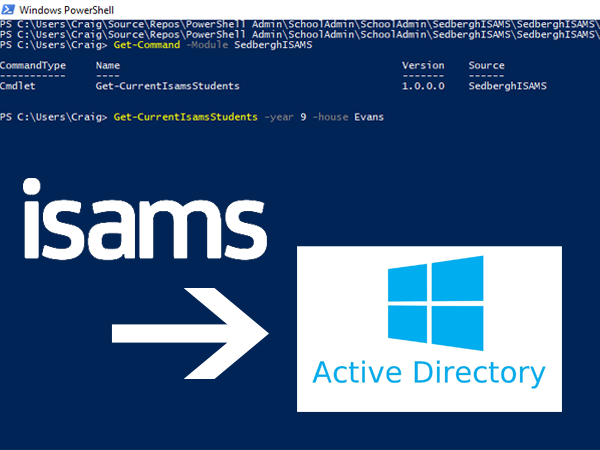 Windows PowerShell
PS C:\Users\Craig\Source\Repos\PowerShell Admin\SchoolAdmin\SedberghISAMS\SedberghISAMS\
PS C:\Users\Craig\Source\Repos\PowerShell Admin\SchoolAdmin\SedberghISAMS\SedberghISAMS\
PS C:\Users\Craig> Get-Command -Module SedberghISAMS
CommandType Name Version Source
----------- ---- ------- ------
Cmdlet Get-CurrentIsamsStudents 1.0.0.0 SedberghISAMS
PS C:\Users\Craig> Get-CurrentIsamsStudents -year 9 -house Evans
isams
Active Directory